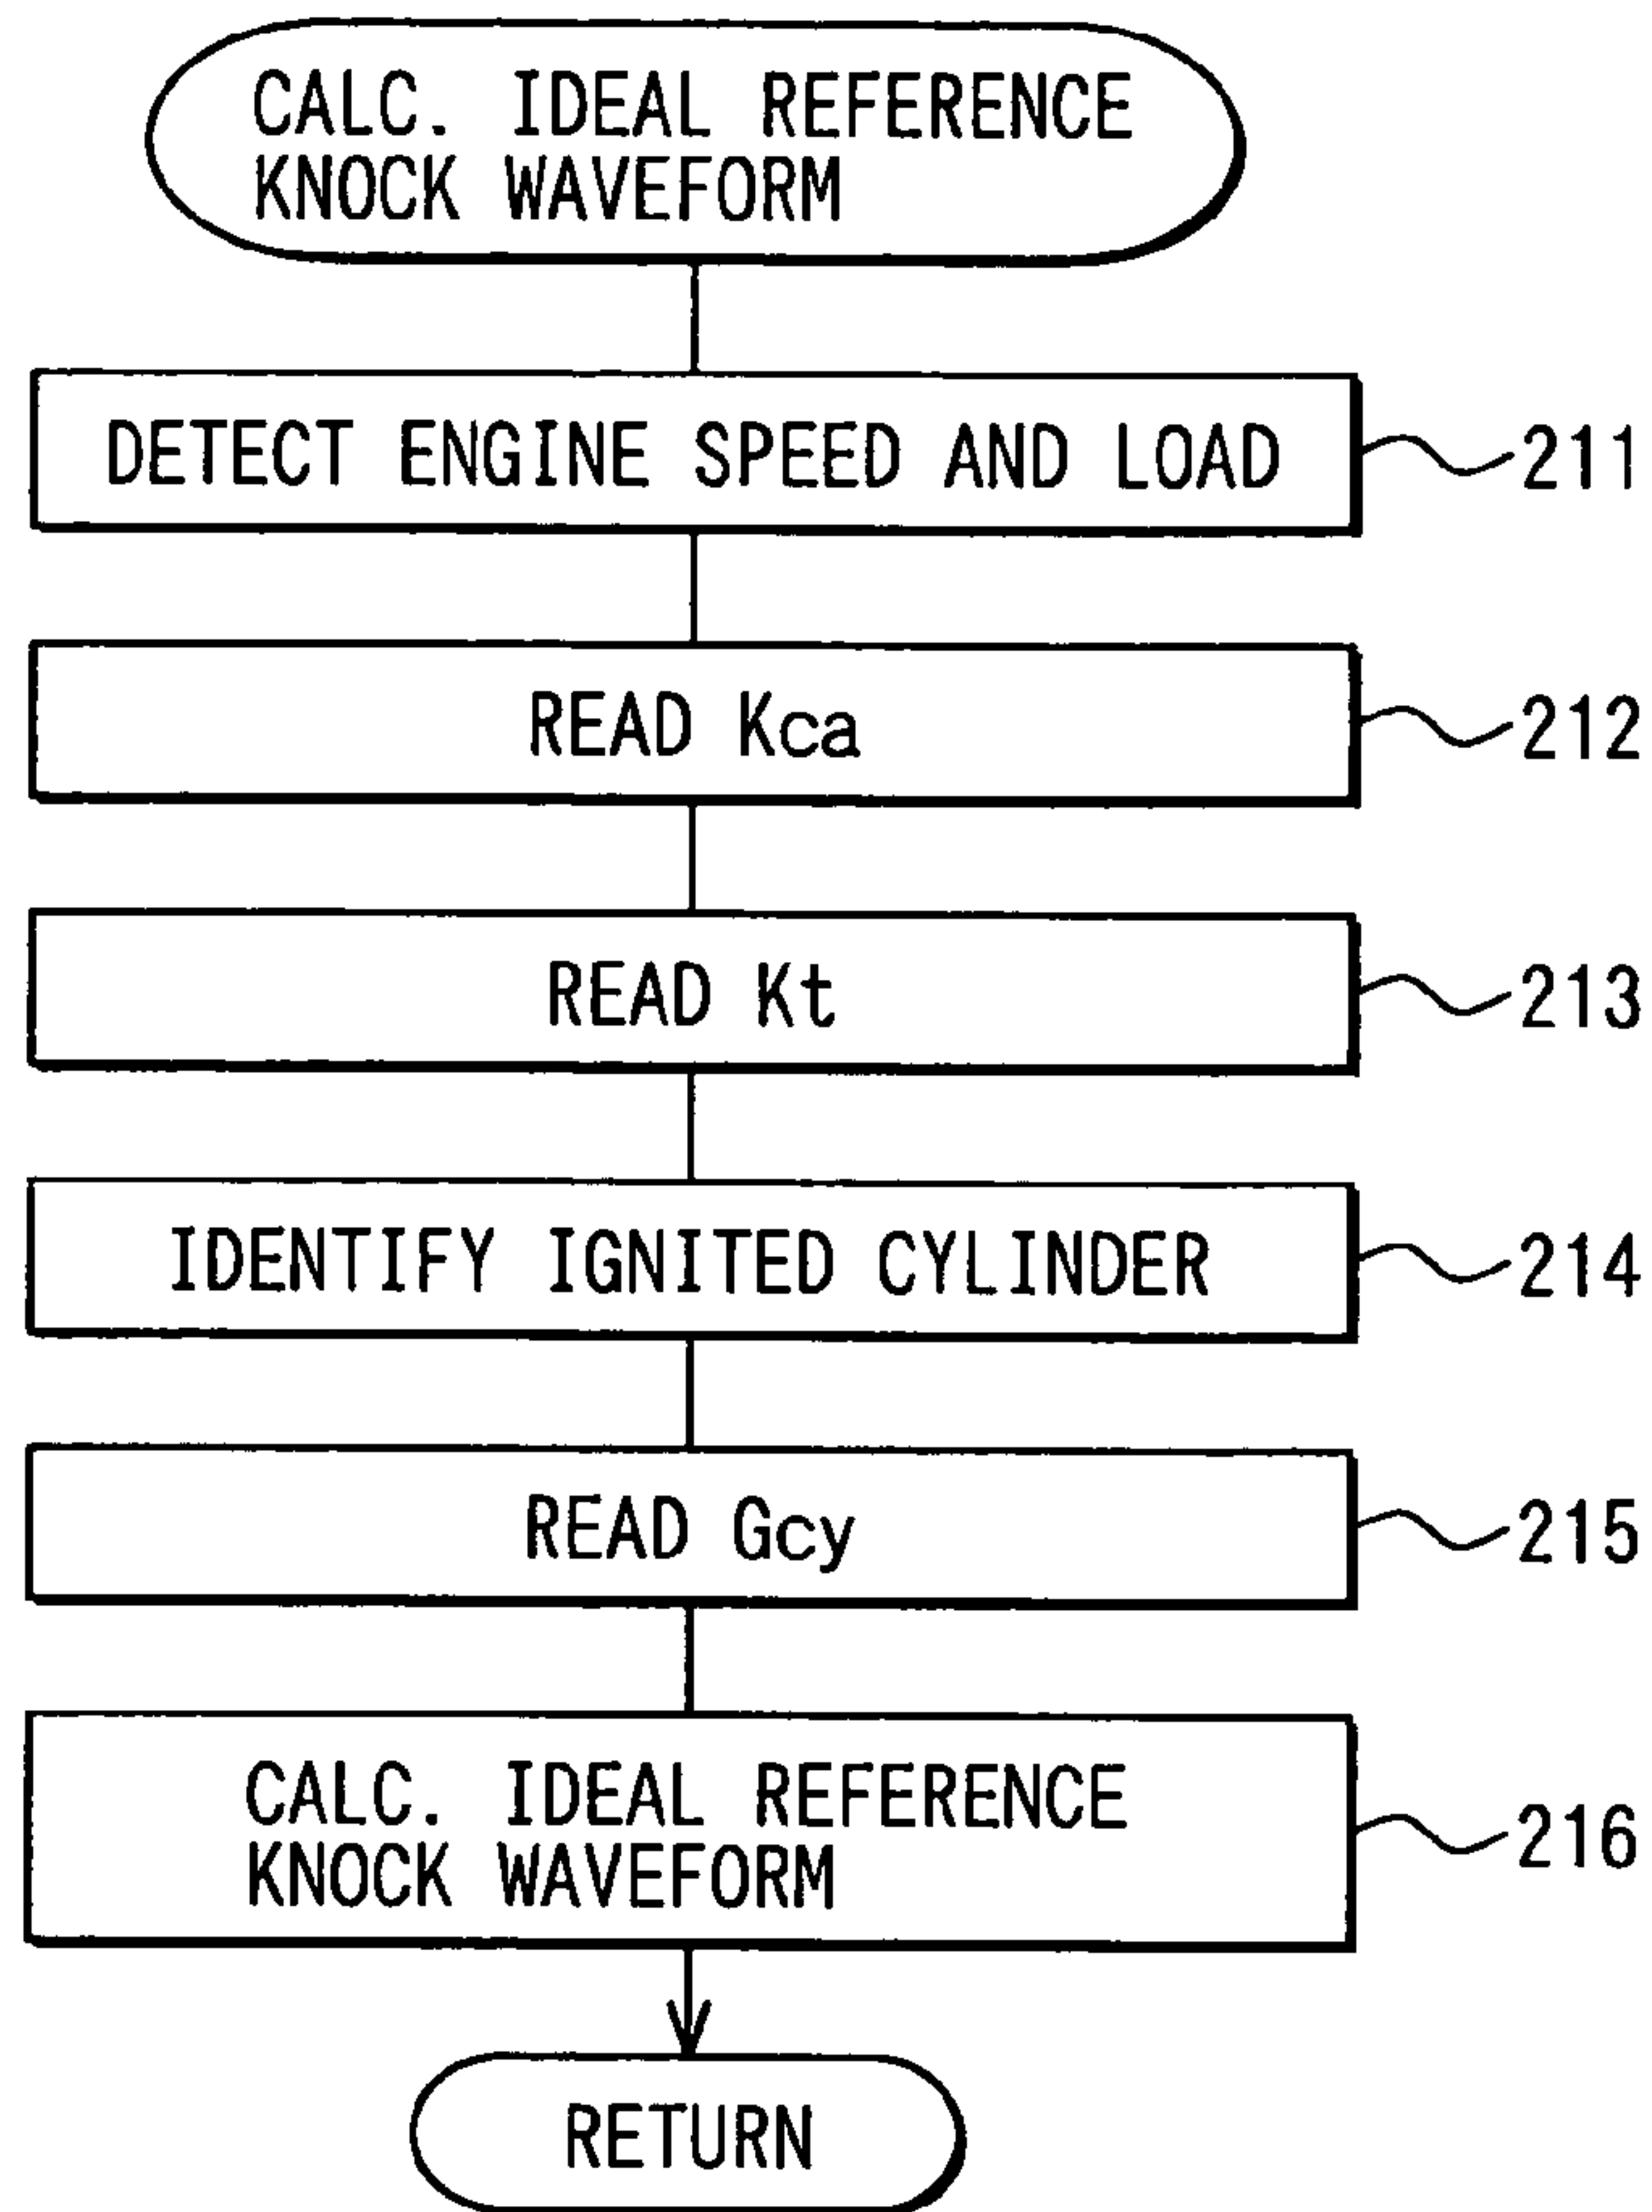 CALC. IDEAL REFERENCE
KNOCK WAVEFORM
DETECT ENGINE SPEED AND LOAD
211
READ Kca
212
READ Kt
213
IDENTIFY IGNITED CYLINDER
214
READ Gcy
215
CALC. IDEAL REFERENCE
KNOCK WAVEFORM
216
RETURN